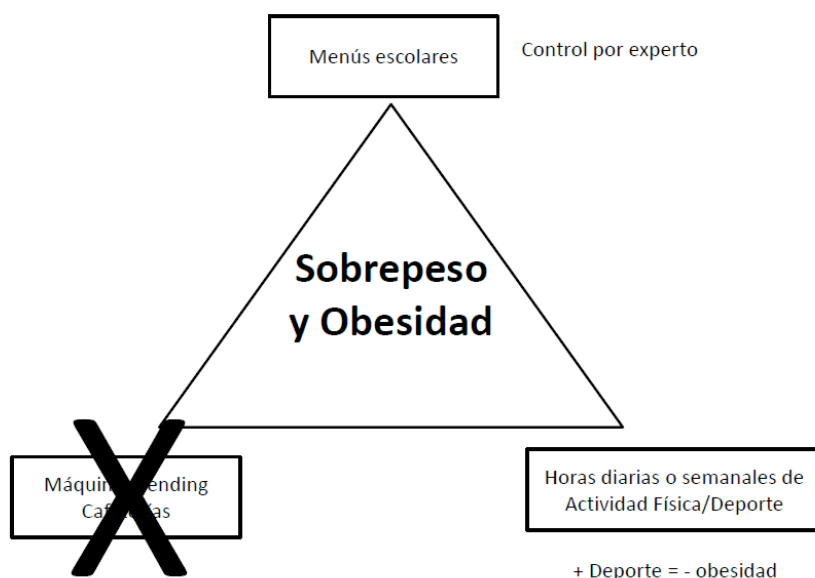 Menús escolares
Control por experto
Sobrepeso
y Obesidad
Horas diarias o semanales de
Actividad Física/Deporte
+ Deporte = - obesidad